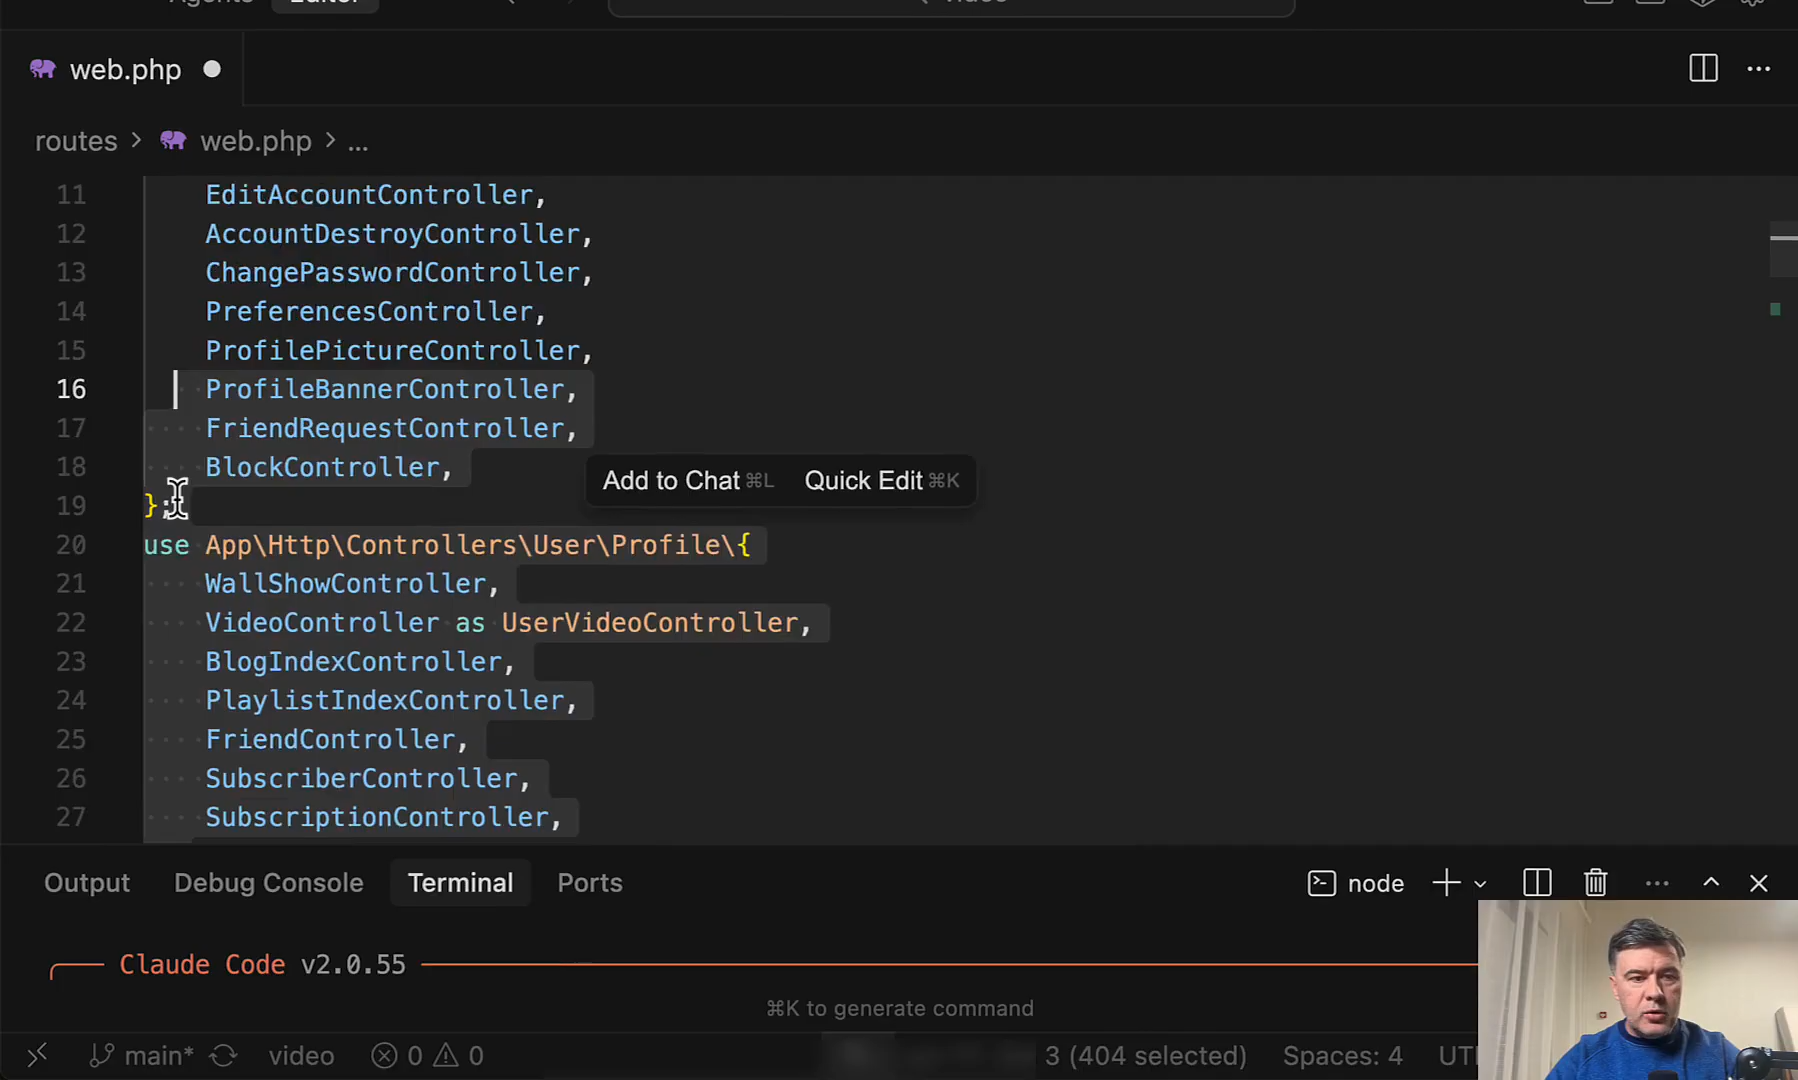 Agents Editor video
web.php
routes > web.php > ...
11 EditAccountController,
12 AccountDestroyController,
13 ChangePasswordController,
14 PreferencesController,
15 ProfilePictureController,
16 ProfileBannerController,
17 FriendRequestController,
18 BlockController,
Add to Chat ⌘L Quick Edit ⌘K
19 };
20 use App\Http\Controllers\User\Profile\{
21 WallShowController,
22 VideoController as UserVideoController,
23 BlogIndexController,
24 PlaylistIndexController,
25 FriendController,
26 SubscriberController,
27 SubscriptionController,
Output Debug Console Terminal Ports node
Claude Code v2.0.55
⌘K to generate command
main* video 0 0 3 (404 selected) Spaces: 4